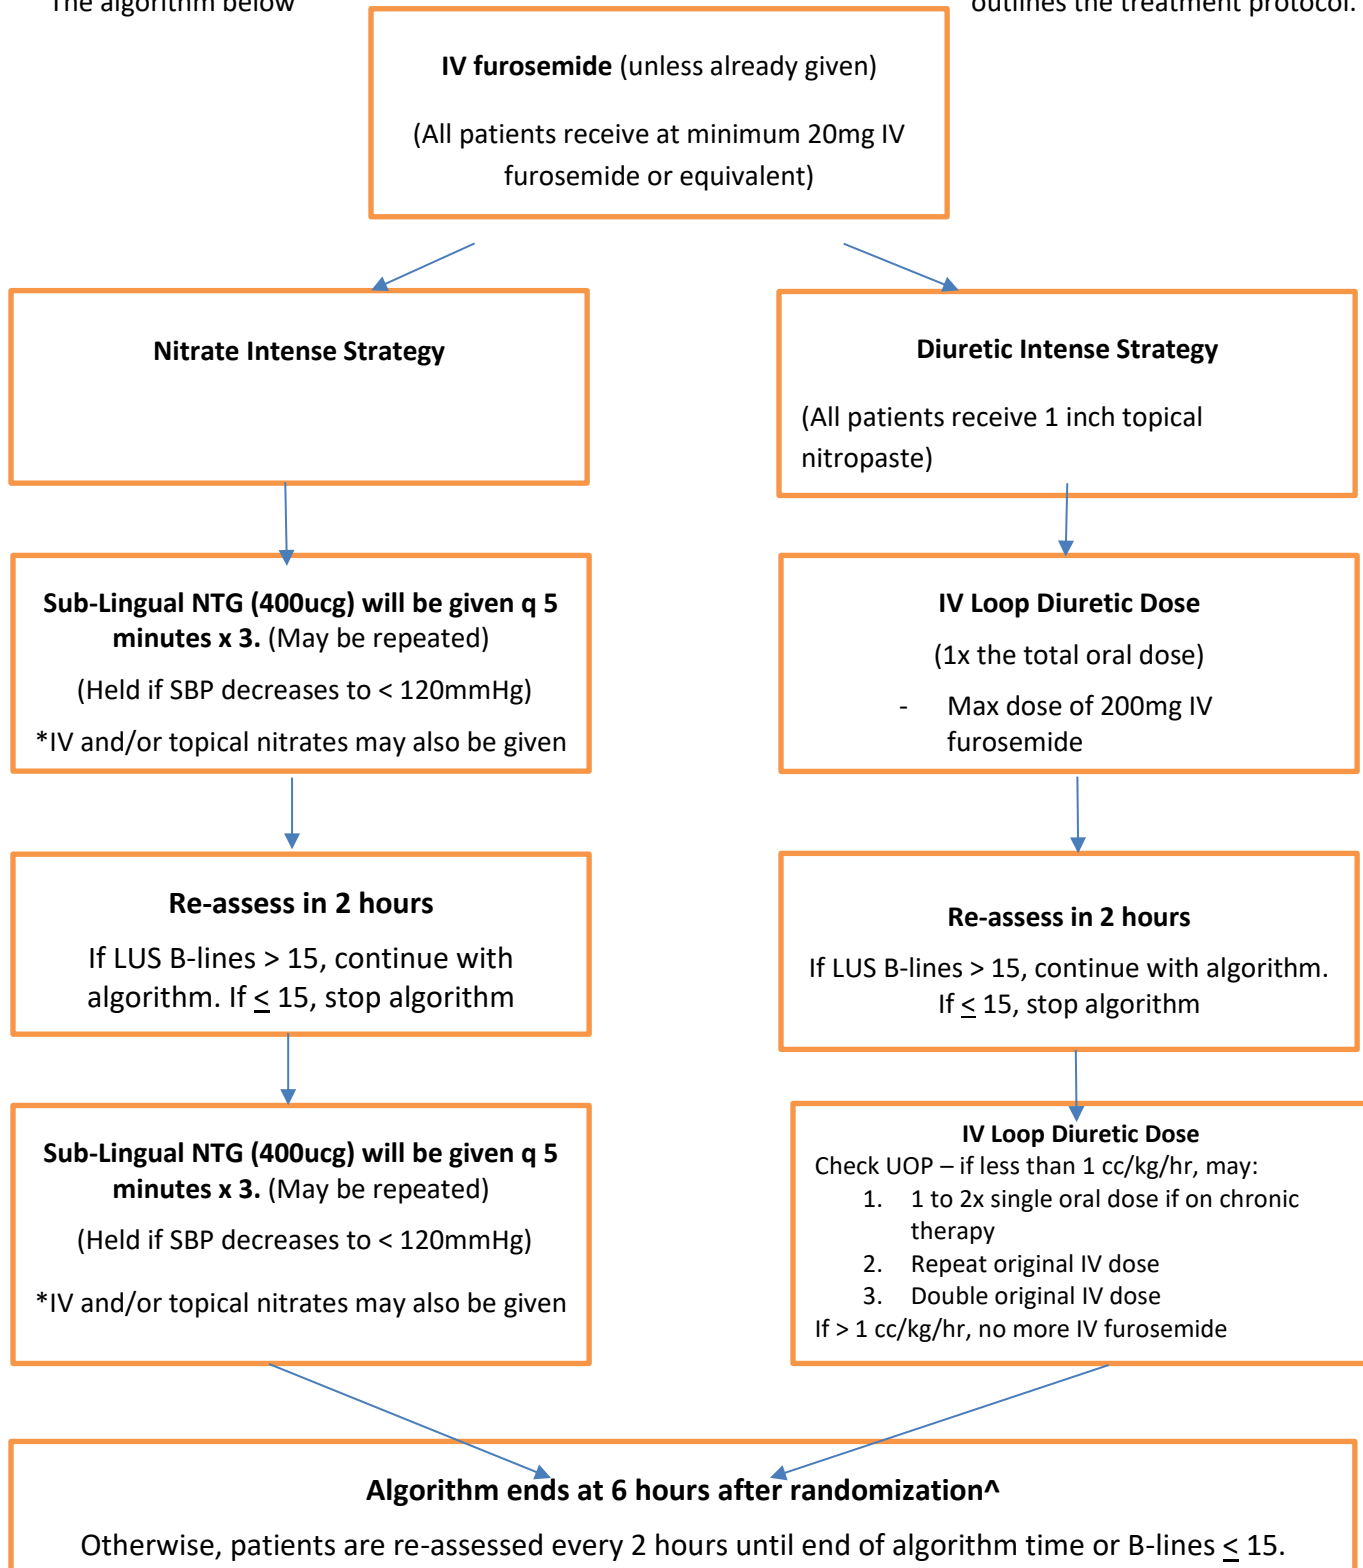 The algorithm below outlines the treatment protocol.
IV furosemide (unless already given)
(All patients receive at minimum 20mg IV
furosemide or equivalent)
Nitrate Intense Strategy
Diuretic Intense Strategy
(All patients receive 1 inch topical
nitropaste)
Sub-Lingual NTG (400ucg) will be given q 5
minutes x 3. (May be repeated)
(Held if SBP decreases to < 120mmHg)
*IV and/or topical nitrates may also be given
IV Loop Diuretic Dose
(1x the total oral dose)
- Max dose of 200mg IV
furosemide
Re-assess in 2 hours
If LUS B-lines > 15, continue with
algorithm. If ≤ 15, stop algorithm
Re-assess in 2 hours
If LUS B-lines > 15, continue with algorithm.
If ≤ 15, stop algorithm
Sub-Lingual NTG (400ucg) will be given q 5
minutes x 3. (May be repeated)
(Held if SBP decreases to < 120mmHg)
*IV and/or topical nitrates may also be given
IV Loop Diuretic Dose
Check UOP – if less than 1 cc/kg/hr, may:
1. 1 to 2x single oral dose if on chronic
therapy
2. Repeat original IV dose
3. Double original IV dose
If > 1 cc/kg/hr, no more IV furosemide
Algorithm ends at 6 hours after randomization^
Otherwise, patients are re-assessed every 2 hours until end of algorithm time or B-lines ≤ 15.